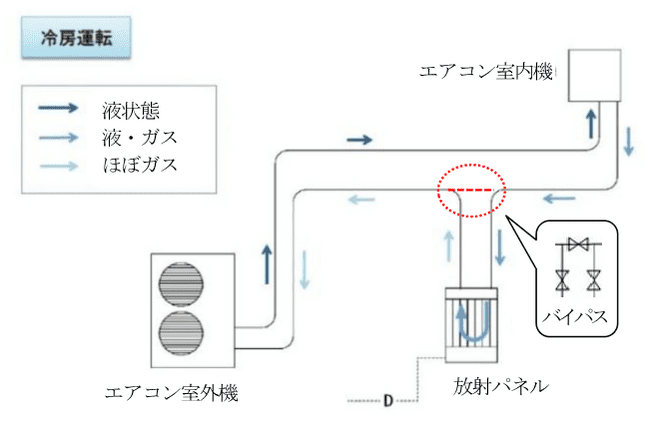 冷房運転
エアコン室内機
液状態
液・ガス
ほぼガス
バイパス
エアコン室外機
放射パネル
D